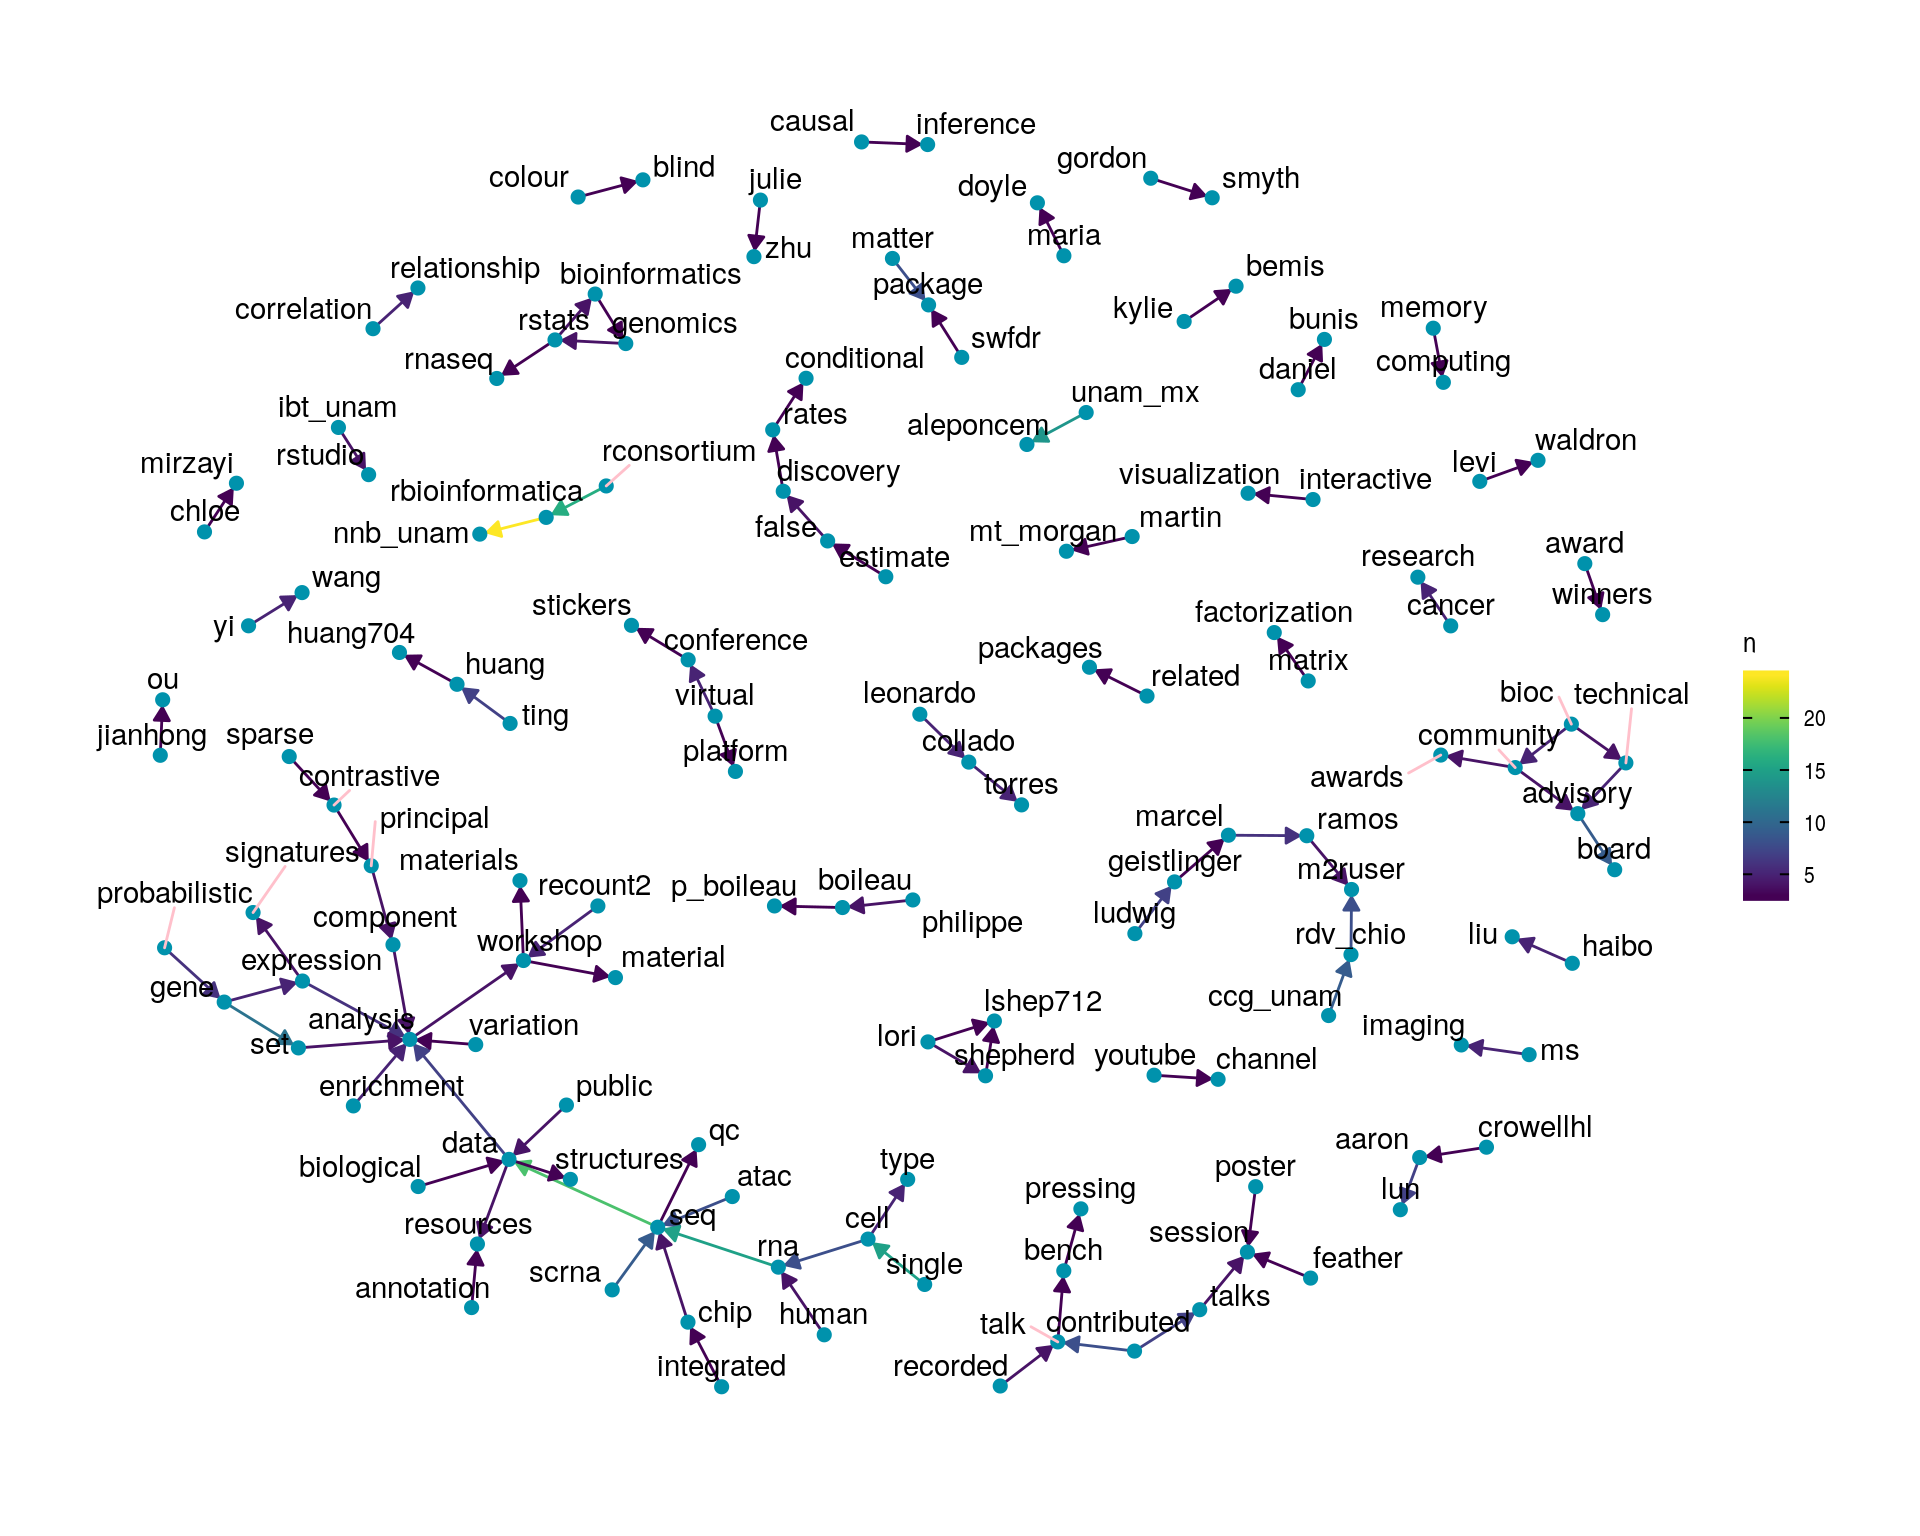 causal
inference
gordon
colour
blind
julie
doyle
smyth
zhu
matter
maria
relationship
bioinformatics
package
bemis
correlation
rstats
genomics
kylie
memory
bunis
rnaseq
swfdr
conditional
daniel
computing
ibt_unam
rates
unam_mx
aleponcem
rstudio
rconsortium
waldron
mirzayi
discovery
visualization
interactive
levi
rbioinformatica
chloe
nnb_unam
false
mt_morgan
martin
estimate
research
award
wang
stickers
factorization
cancer
winners
yi
huang704
conference
packages
matrix
n
ou
huang
virtual
leonardo
related
bioc
technical
jianhong
sparse
ting
platform
collado
community
20
contrastive
torres
awards
advisory
15
principal
marcel
ramos
10
signatures
materials
geistlinger
m2ruser
board
5
probabilistic
recount2
p_boileau
boileau
component
philippe
ludwig
workshop
rdv_chio
liu
haibo
expression
material
gene
lshep712
ccg_unam
analysis
variation
lori
imaging
set
shepherd
youtube
channel
ms
enrichment
public
data
qc
crowellhl
biological
structures
type
aaron
atac
poster
pressing
lun
resources
seq
cell
session
rna
bench
feather
scrna
single
annotation
talks
chip
human
talk
contributed
integrated
recorded